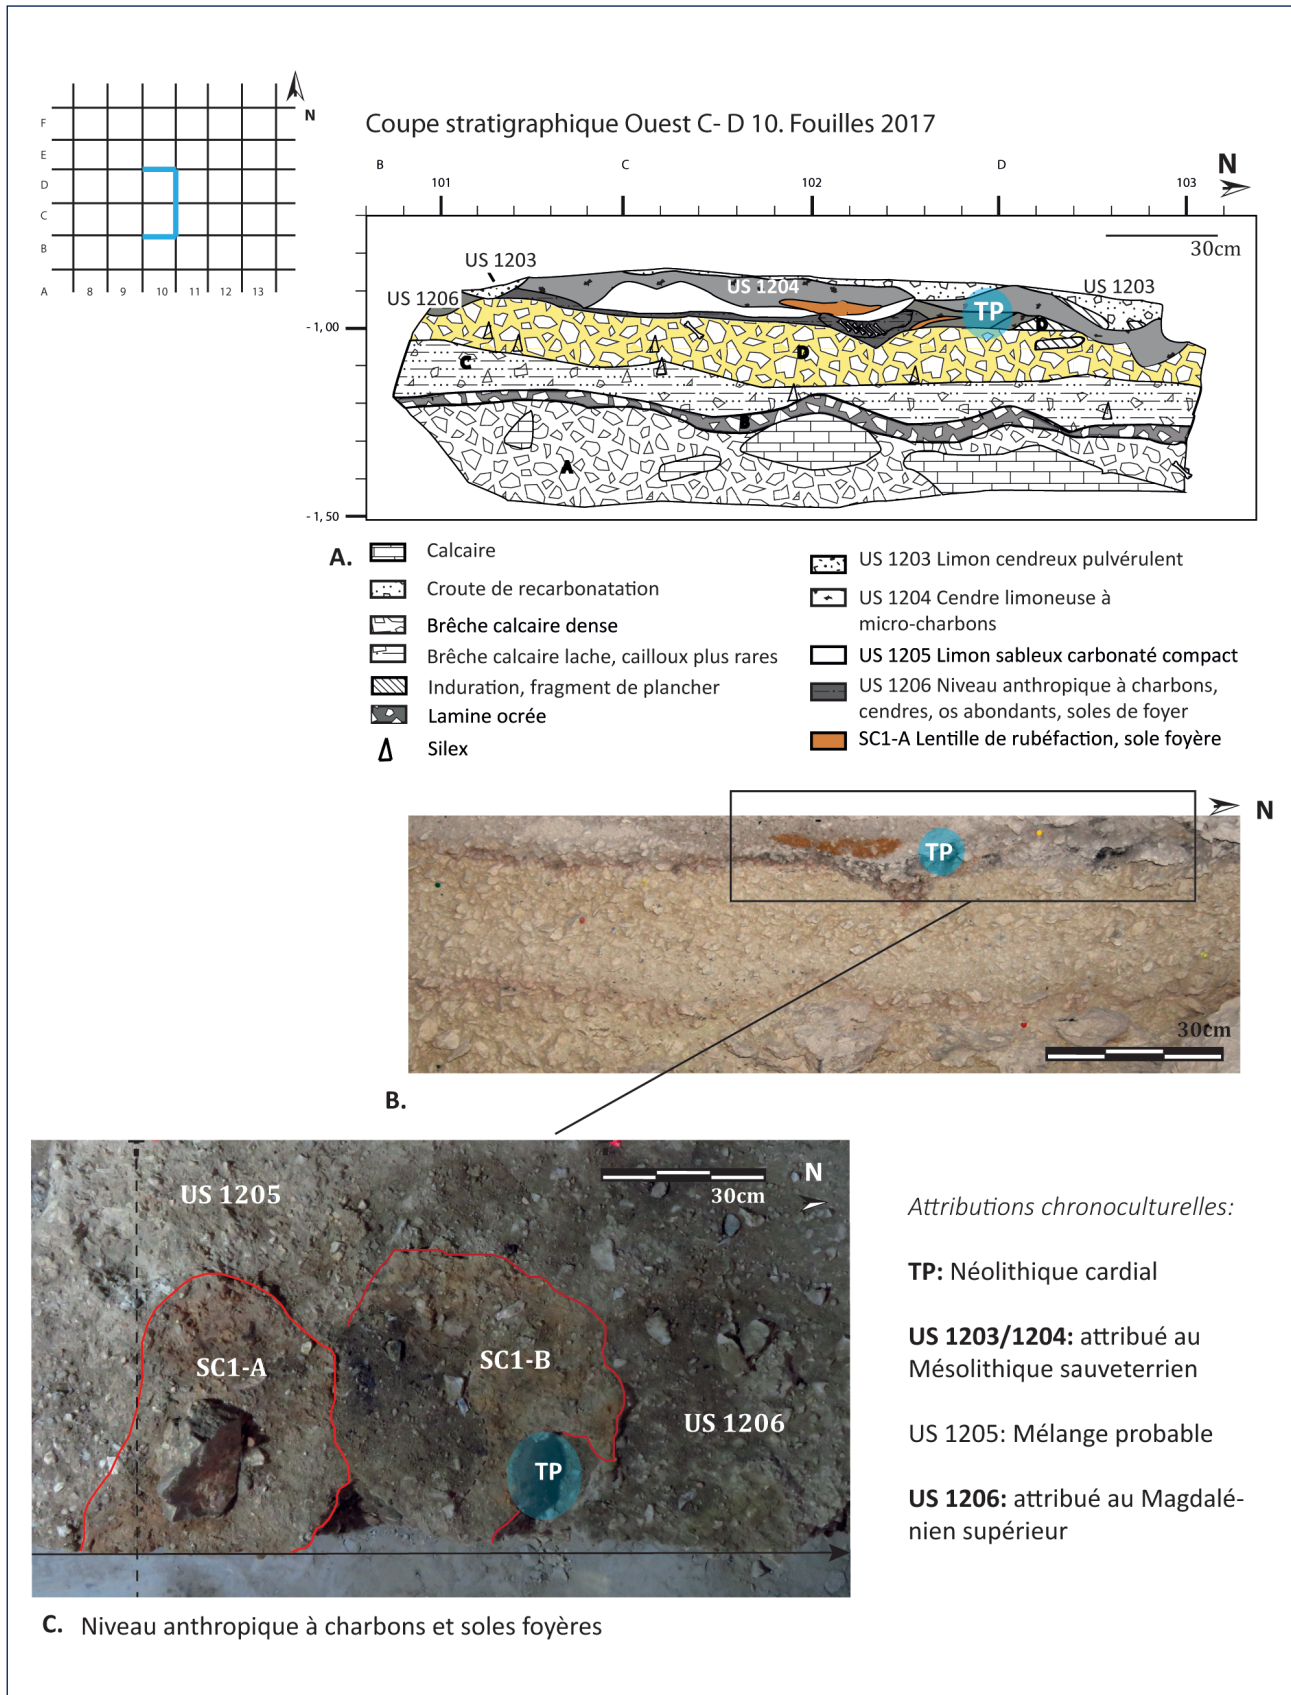 N
F
E
D
C
B
A
8 9 10 11 12 13
Coupe stratigraphique Ouest C- D 10. Fouilles 2017
B C D
N
101 102 103
30cm
US 1203
US 1204
US 1203
US 1206
TP
D
- 1,00
D
C
B
A
- 1,50
A.
Calcaire
Croute de recarbonatation
Brêche calcaire dense
Brêche calcaire lache, cailloux plus rares
Induration, fragment de plancher
Lamine ocrée
Silex
US 1203 Limon cendreux pulvérulent
US 1204 Cendre limoneuse à
micro-charbons
US 1205 Limon sableux carbonaté compact
US 1206 Niveau anthropique à charbons,
cendres, os abondants, soles de foyer
SC1-A Lentille de rubéfaction, sole foyère
N
TP
30cm
B.
US 1205
30cm
N
SC1-A
SC1-B
US 1206
TP
C. Niveau anthropique à charbons et soles foyères
Attributions chronoculturelles:
TP: Néolithique cardial
US 1203/1204: attribué au
Mésolithique sauveterrien
US 1205: Mélange probable
US 1206: attribué au Magdalé-
nien supérieur